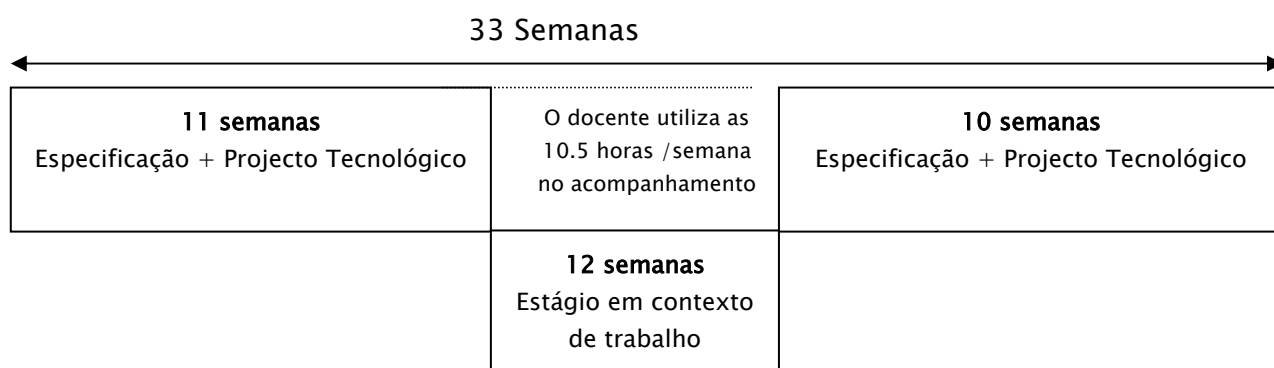 33 Semanas
11 semanas
Especificação + Projecto Tecnológico
O docente utiliza as
10.5 horas /semana
no acompanhamento
10 semanas
Especificação + Projecto Tecnológico
12 semanas
Estágio em contexto
de trabalho